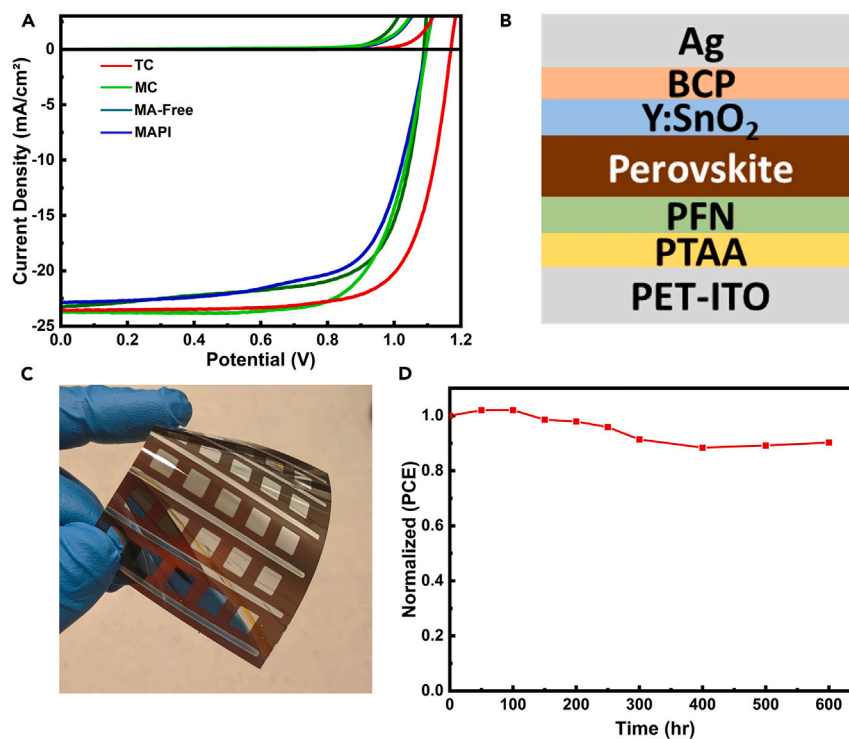 A
Current Density (mA/cm²)
0
-5
-10
-15
-20
-25
TC
MC
MA-Free
MAPI
0.0 0.2 0.4 0.6 0.8 1.0 1.2
Potential (V)
B
Ag
BCP
Y:SnO₂
Perovskite
PFN
PTAA
PET-ITO
C
D
Normalized (PCE)
1.0
0.8
0.6
0.4
0.2
0.0
0 100 200 300 400 500 600
Time (hr)